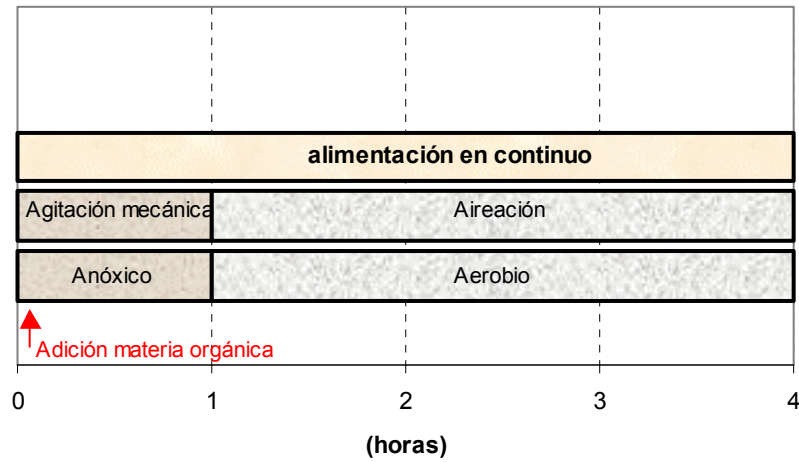 alimentación en continuo
Agitación mecánica
Aireación
Anóxico
Aerobio
Adición materia orgánica
0 1 2 3 4
(horas)